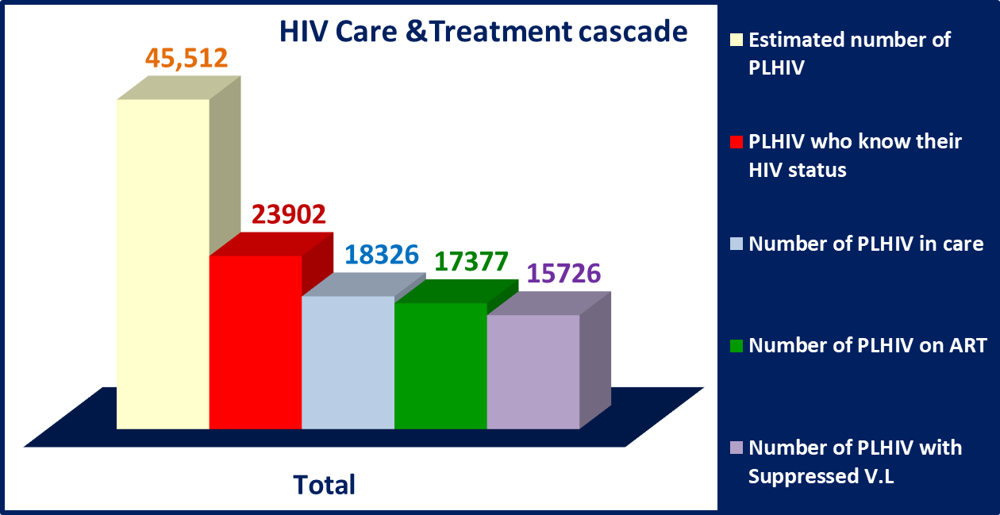 HIV Care &Treatment cascade
45,512
23902
18326
17377
15726
Total
Estimated number of
PLHIV
PLHIV who know their
HIV status
Number of PLHIV in care
Number of PLHIV on ART
Number of PLHIV with
Suppressed V.L